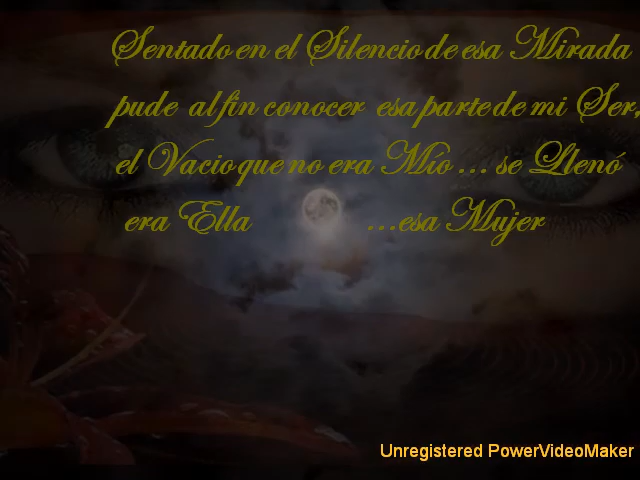 Sentado en el Silencio de esa Mirada
pude al fin conocer esa parte de mi Ser,
el Vacio que no era Mío ... se Llenó
era Ella ...esa Mujer
Unregistered PowerVideoMaker